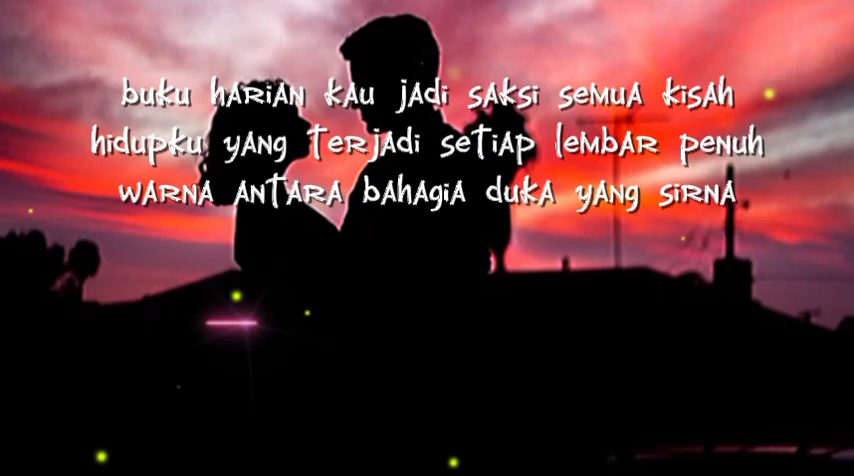 buku harian kau jadi saksi semua kisah
hidupku yang terjadi setiap lembar penuh
warna antara bahagia duka yang sirna